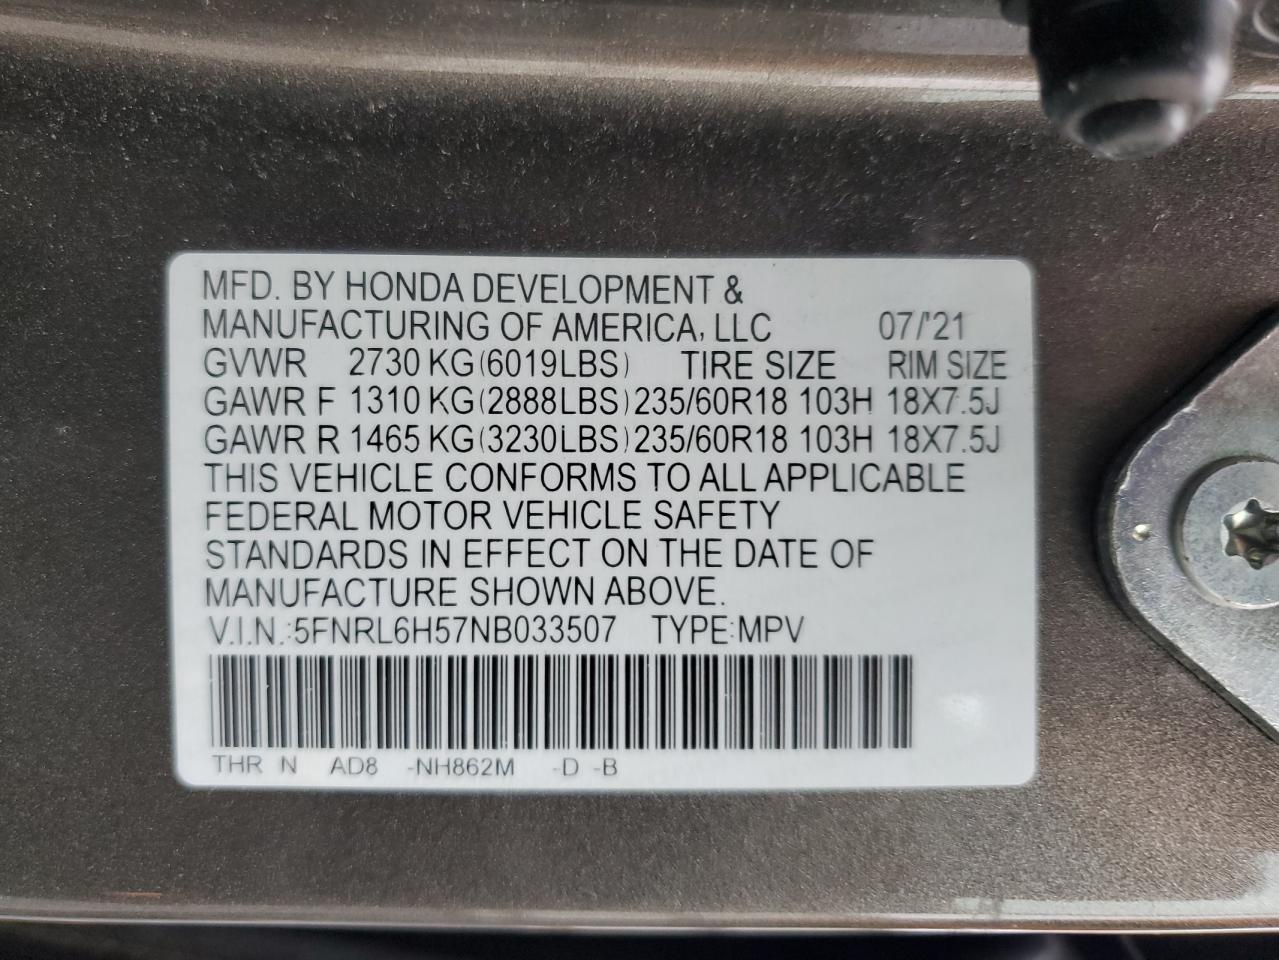 MFD. BY HONDA DEVELOPMENT &
MANUFACTURING OF AMERICA, LLC 07/'21
GVWR 2730 KG(6019LBS) TIRE SIZE RIM SIZE
GAWR F 1310 KG(2888LBS)235/60R18 103H 18X7.5J
GAWR R 1465 KG(3230LBS)235/60R18 103H 18X7.5J
THIS VEHICLE CONFORMS TO ALL APPLICABLE
FEDERAL MOTOR VEHICLE SAFETY
STANDARDS IN EFFECT ON THE DATE OF
MANUFACTURE SHOWN ABOVE.
V.I.N.:5FNRL6H57NB033507 TYPE:MPV
THR N AD8 -NH862M -D -B